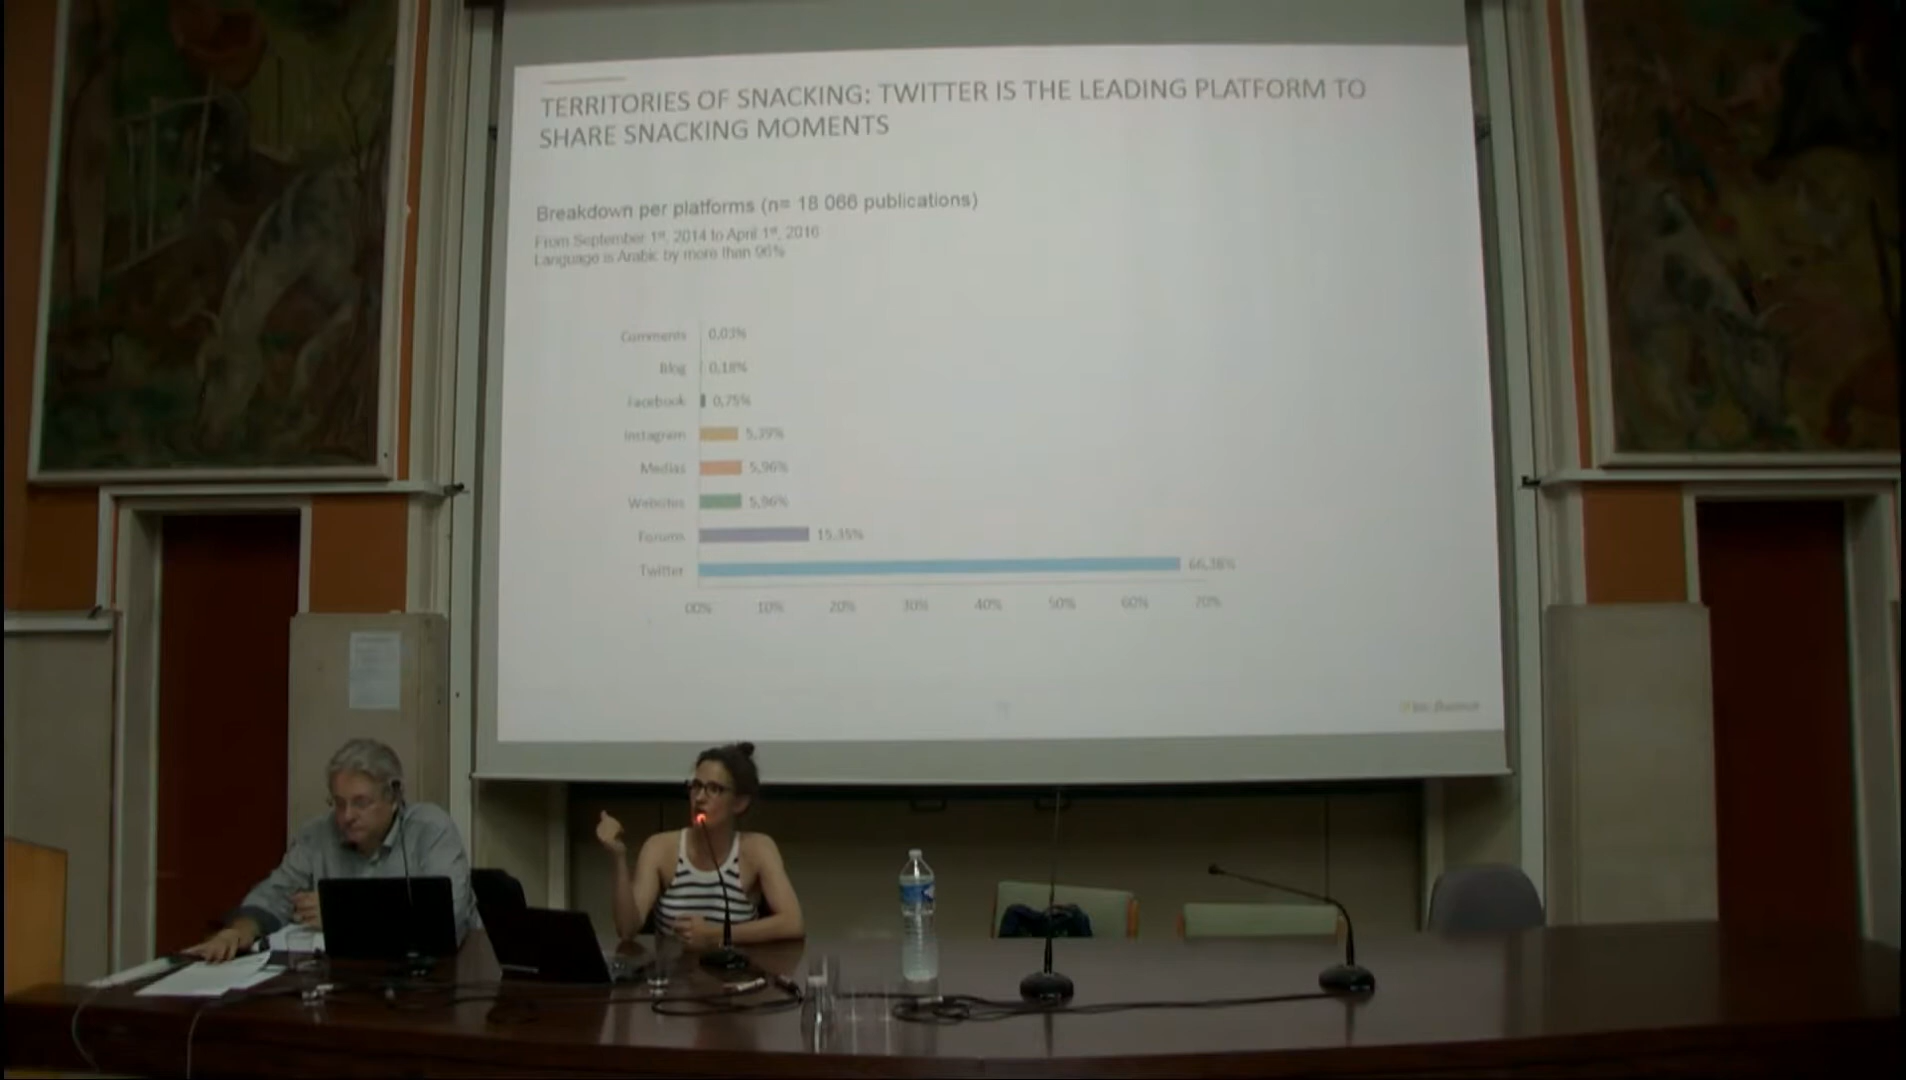 TERRITORIES OF SNACKING: TWITTER IS THE LEADING PLATFORM TO
SHARE SNACKING MOMENTS
Breakdown per platforms (n= 18 066 publications)
From September 1st, 2014 to April 1st, 2016
Language is Arabic by more than 96%
Comments 0,03%
Blog 0,18%
Facebook 0,75%
Instagram 5,39%
Medias 5,96%
Websites 5,96%
Forums 15,35%
Twitter 66,38%
00% 10% 20% 30% 40% 50% 60% 70%